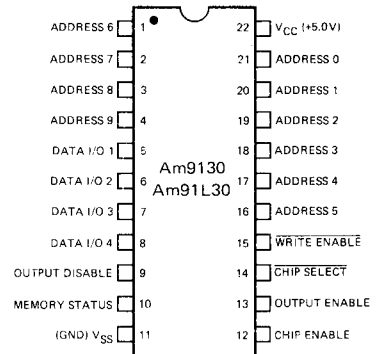 ADDRESS 6 1 22 VCC (+5.0V)
ADDRESS 7 2 21 ADDRESS 0
ADDRESS 8 3 20 ADDRESS 1
ADDRESS 9 4 19 ADDRESS 2
DATA I/O 1 5 18 ADDRESS 3
Am9130
DATA I/O 2 6 17 ADDRESS 4
Am91L30
DATA I/O 3 7 16 ADDRESS 5
DATA I/O 4 8 15 WRITE ENABLE
OUTPUT DISABLE 9 14 CHIP SELECT
MEMORY STATUS 10 13 OUTPUT ENABLE
(GND) VSS 11 12 CHIP ENABLE